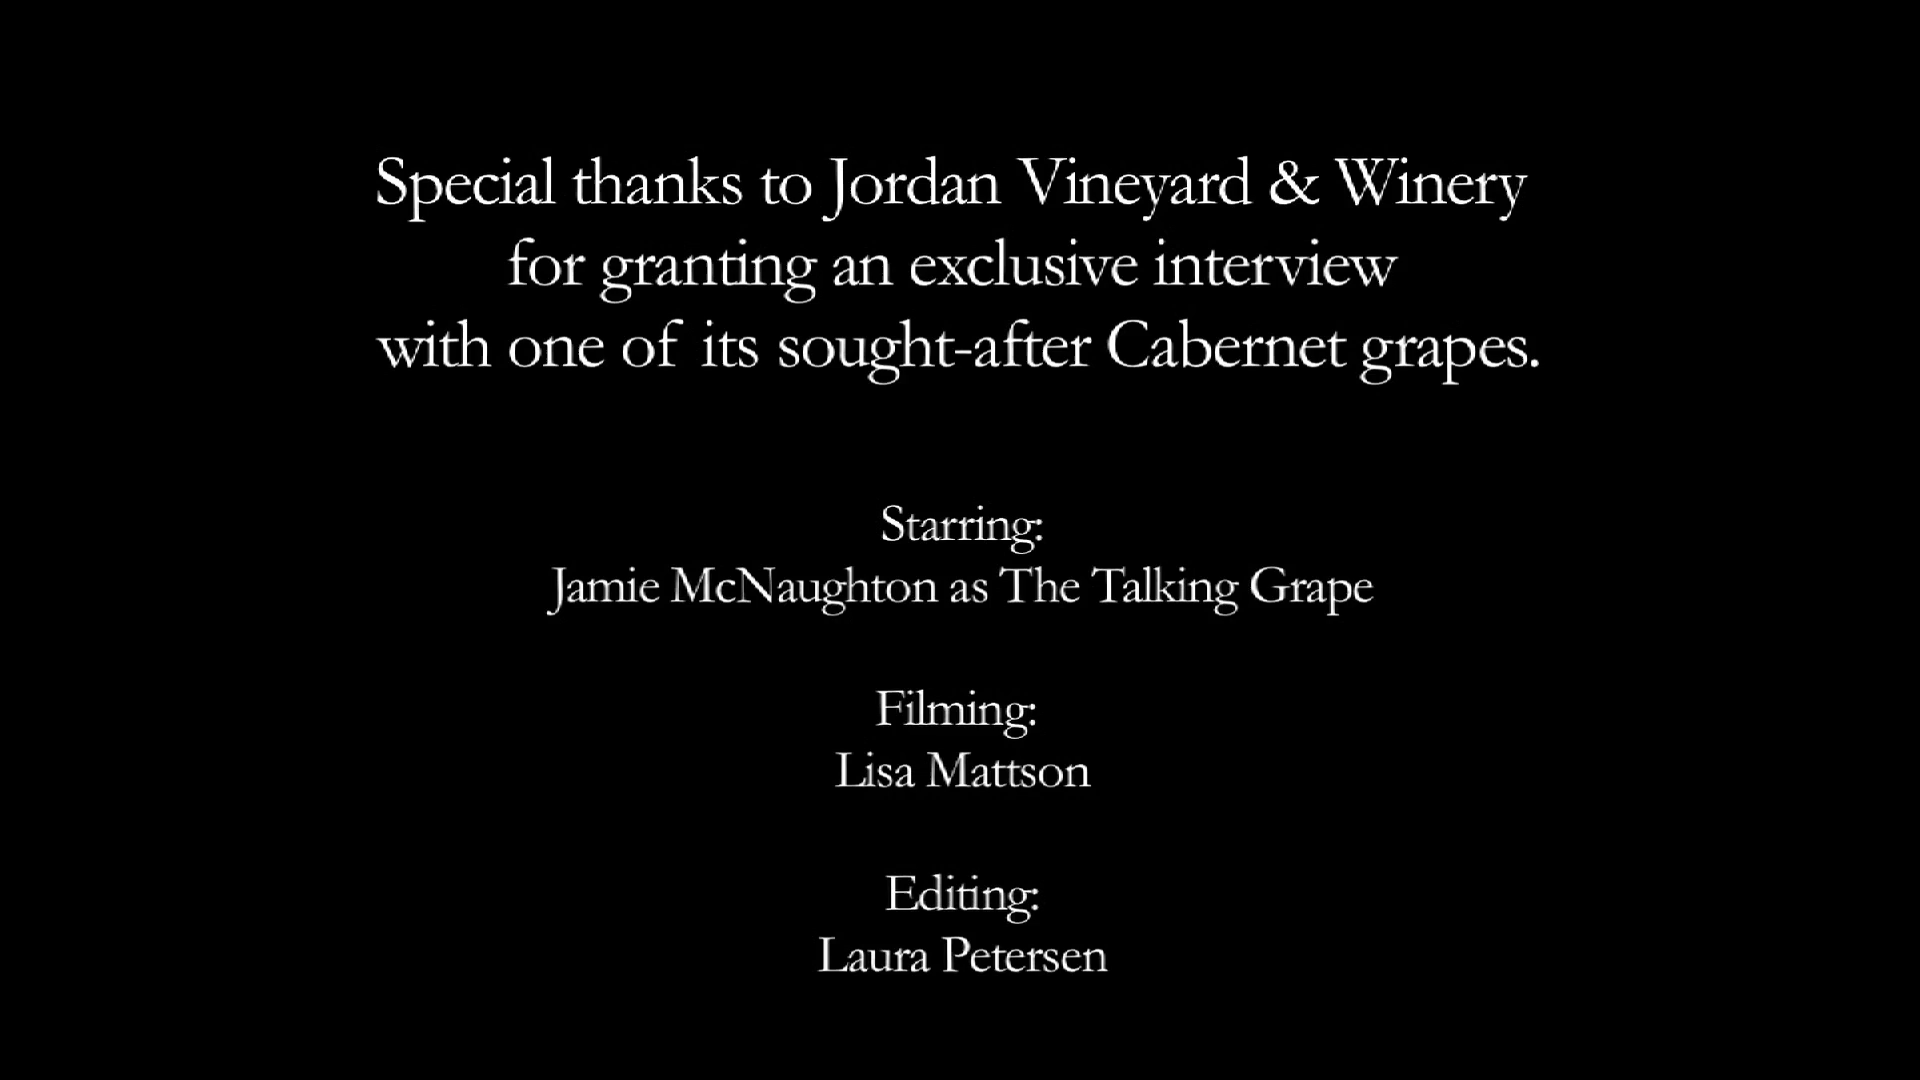 Special thanks to Jordan Vineyard & Winery
for granting an exclusive interview
with one of its sought-after Cabernet grapes.
Starring:
Jamie McNaughton as The Talking Grape
Filming:
Lisa Mattson
Editing:
Laura Petersen